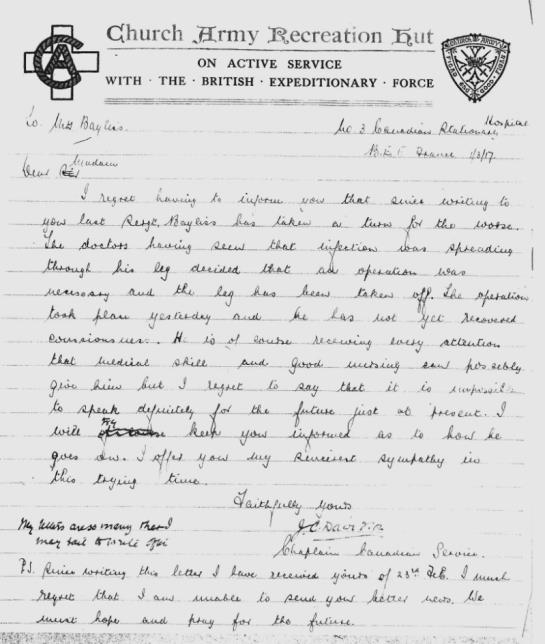 Church Army Recreation Hut
ON ACTIVE SERVICE
WITH · THE · BRITISH · EXPEDITIONARY · FORCE
CA
To Mrs Bayliss.
No 3 Canadian Stationary Hospital
B.E.F France 1/3/17
Dear Madam
I regret having to inform you that since writing to
you last Sergt. Bayliss has taken a turn for the worse.
The doctors having seen that infection was spreading
through his leg decided that an operation was
necessary and the leg has been taken off. The operation
took place yesterday and he has not yet recovered
consciousness. He is of course receiving every attention
that medical skill and good nursing can possibly
give him but I regret to say that it is impossible
to speak definitely for the future just at present. I
will try keep you informed as to how he
goes on. I offer you my sincerest sympathy in
this trying time.
Faithfully yours
J.C.
Chaplain Canadian Service.
My letters are so many that I
may fail to write often
P.S. Since writing this letter I have received yours of 23rd Feb. I much
regret that I am unable to send you better news. We
must hope and pray for the future.